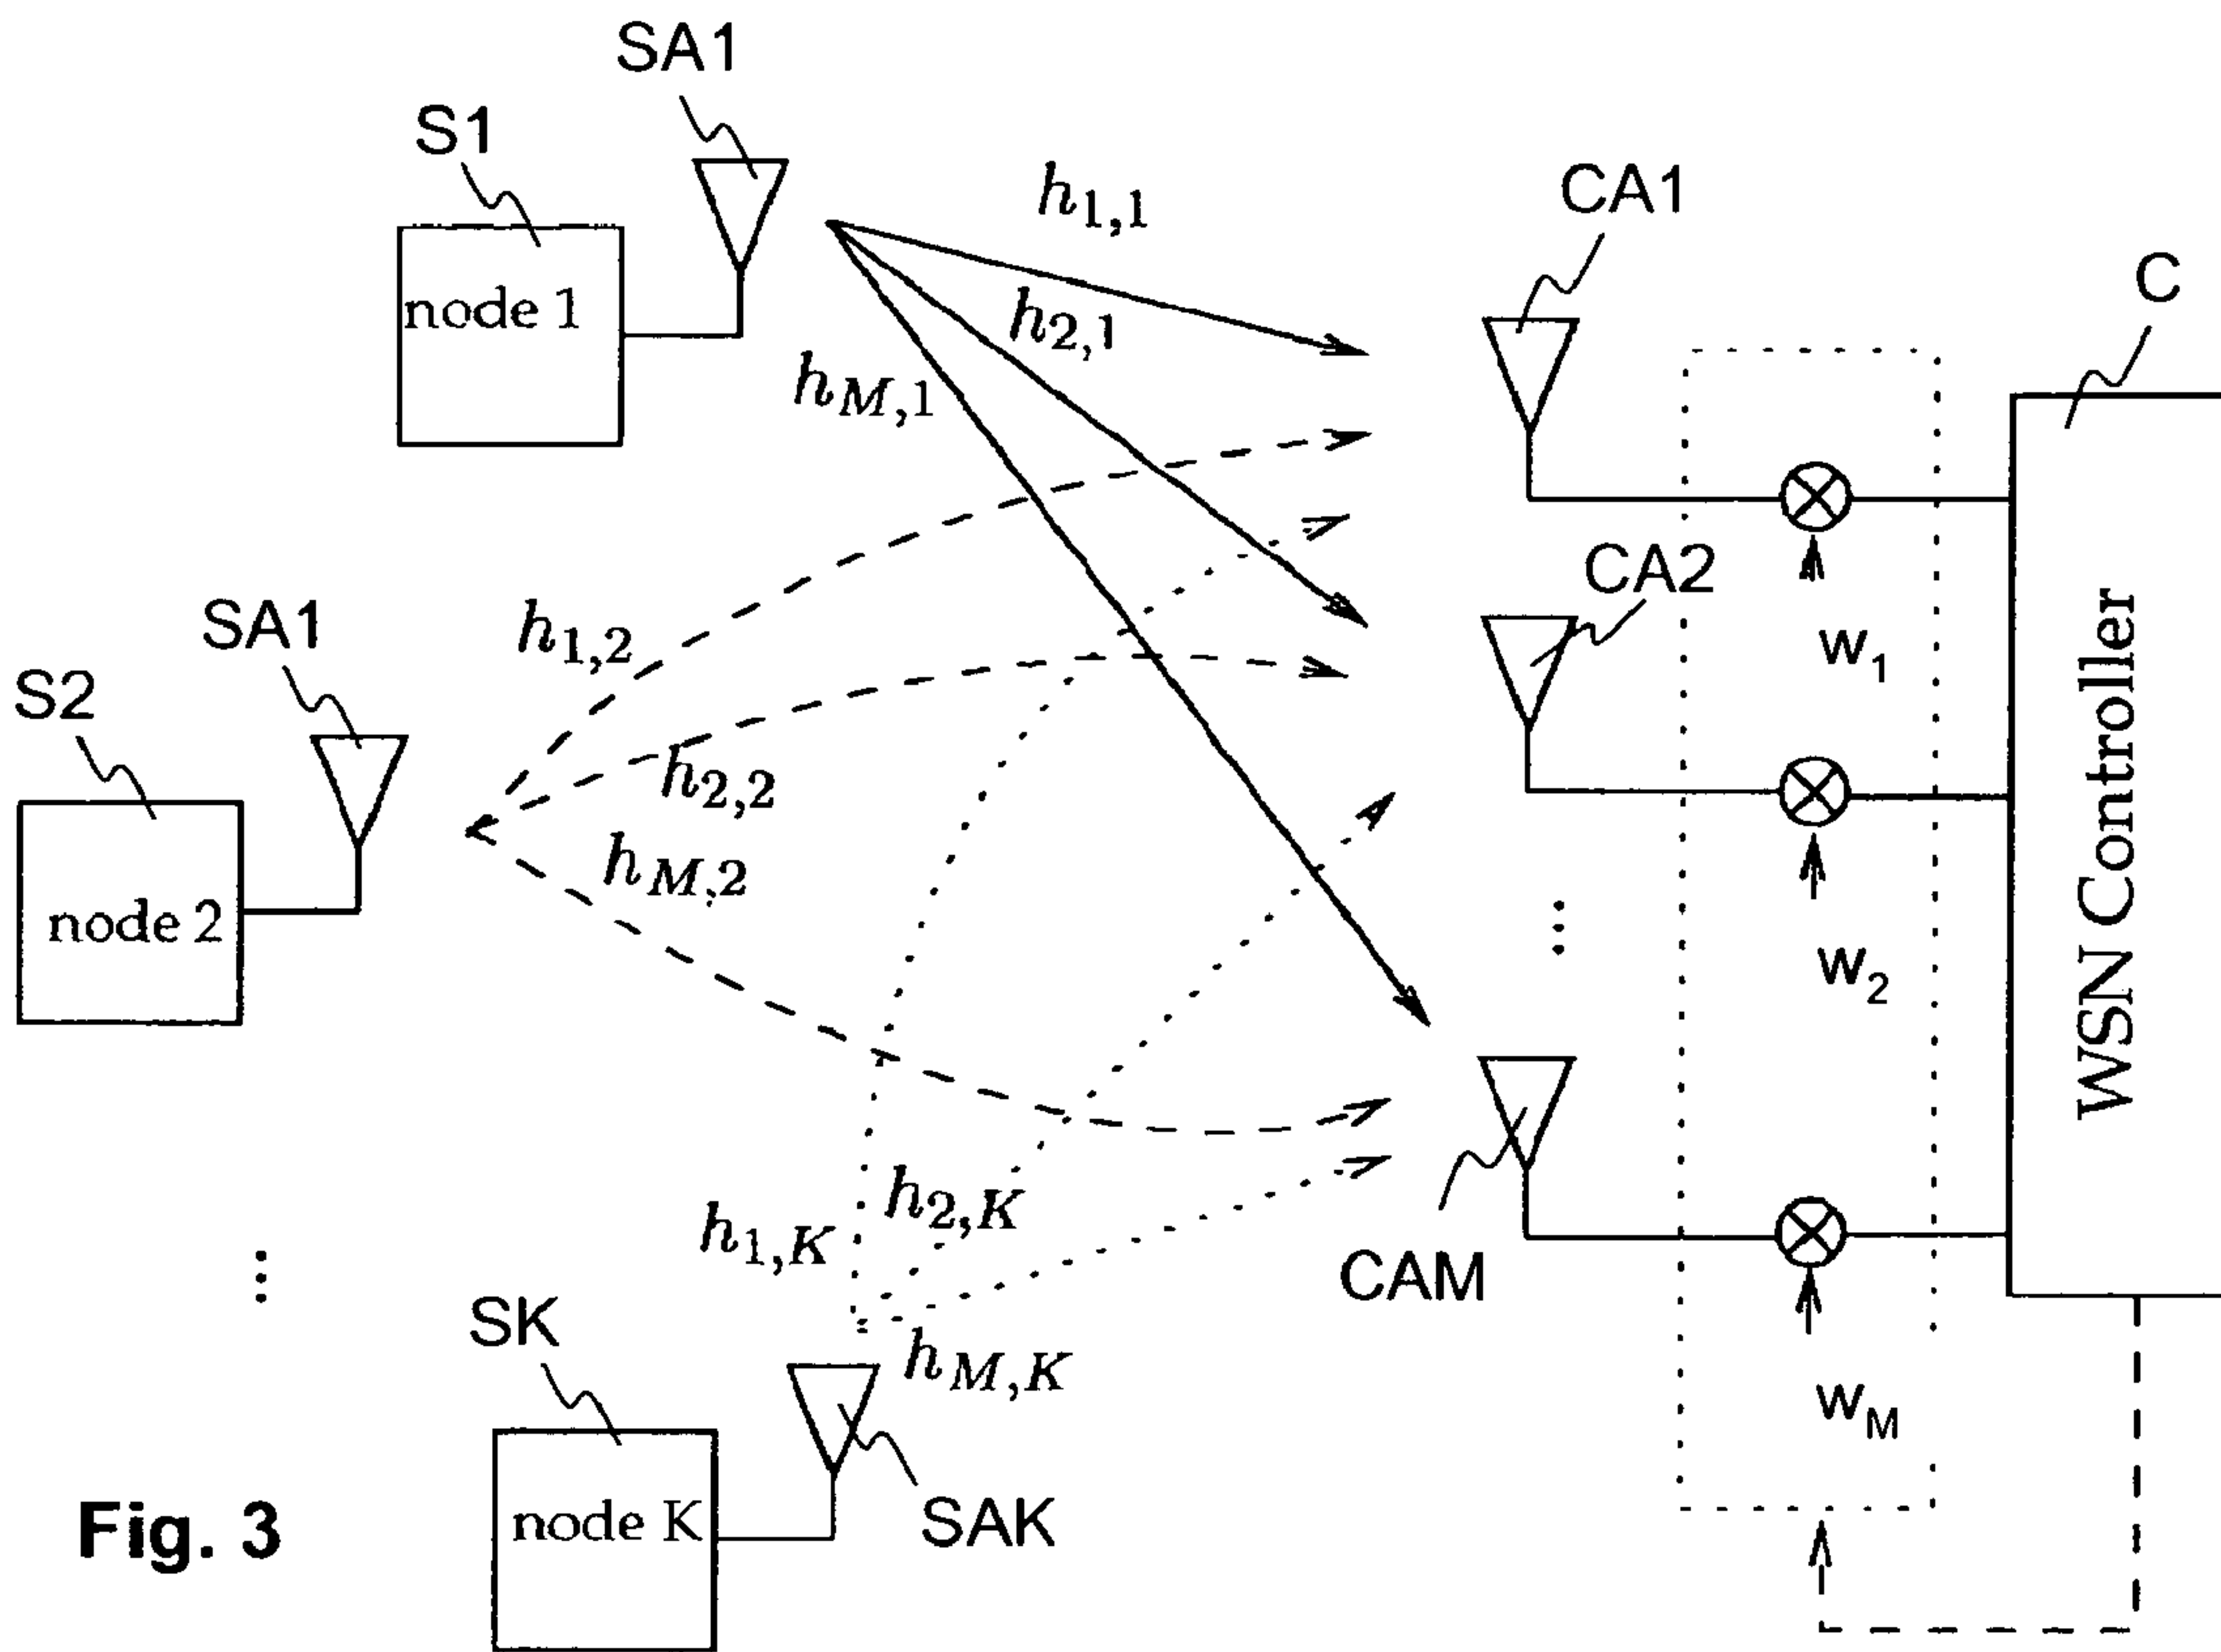 SA1
S1
h1,1
CA1
C
node 1
h2,1
hM,1
CA2
SA1
h1,2
w1
S2
h2,2
WSN Controller
hM,2
node 2
w2
h2,K
h1,K
CAM
SK
hM,K
wM
node K
SAK
Fig. 3